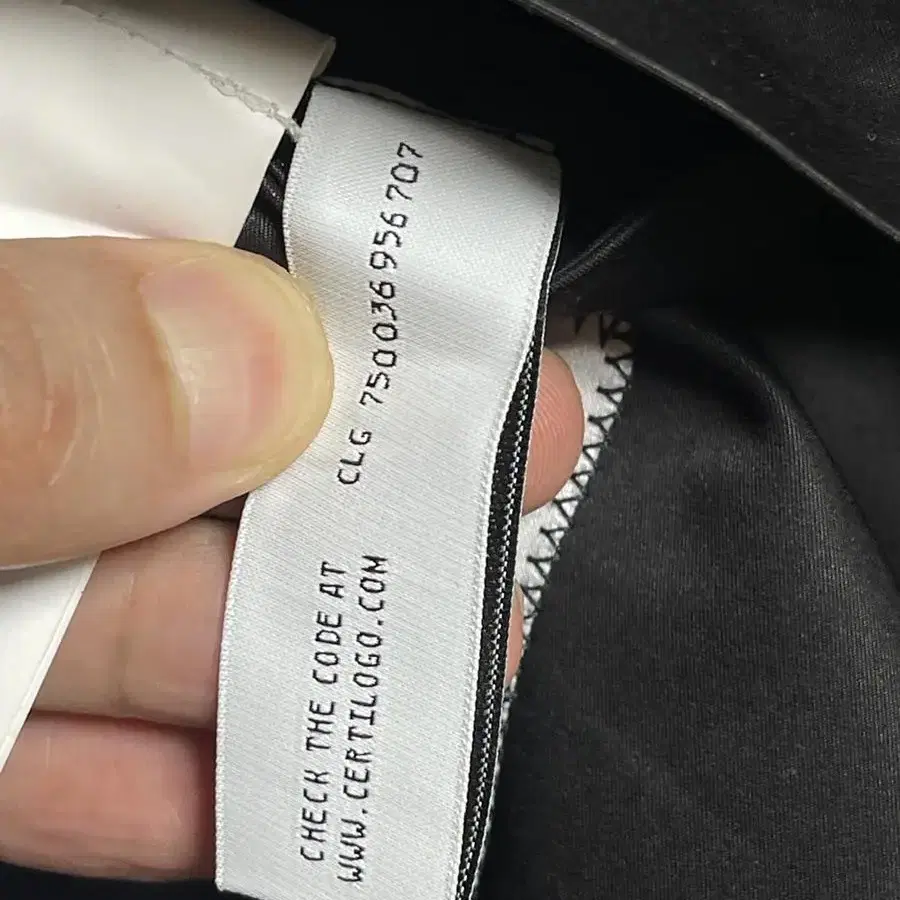 CLG 750036956707
CHECK THE CODE AT
WWW.CERTILOGO.COM